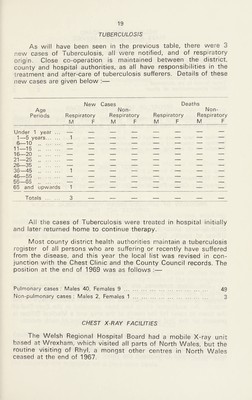 19
TUBERCULOSIS
As will have been seen in the previous table, there were 3
new cases of Tuberculosis, all were notified, and of respiratory
origin. Close co-operation is maintained between the district,
county and hospital authorities, as all have responsibilities in the
treatment and after-care of tuberculosis sufferers. Details of these
new cases are given below :—
New Cases Deaths
Age Non- Non-
Periods Respiratory Respiratory Respiratory Respiratory
M F M F M F M F
Under 1 year ... — — — — — — — —
1—5 years ... — — — — — — — —
6—10 — — — — — — — —
11—15 — — — — — — — —
16—20 — — — — — — — —
21—25 — — — — — — — —
26—35 — — — — — — — —
36—45 1 — — — — — — —
46—55
55—65
65 and upwards 1 — — — — — — —
Totals ... 3 — — — — — — —
All the cases of Tuberculosis were treated in hospital initially
and later returned home to continue therapy.
Most county district health authorities maintain a tuberculosis
register of all persons who are suffering or recently have suffered
from the disease, and this year the local list was revised in con-
junction with the Chest Clinic and the County Council records. The
position at the end of 1969 was as follows :—
Pulmonary cases : Males 40, Females 9 ... 49
Non-pulmonary cases : Males 2, Females 1 ... 3
CHEST X-RAY FACILITIES
The Welsh Regional Hospital Board had a mobile X-ray unit
based at Wrexham, which visited all parts of North Wales, but the
routine visiting of Rhyl, a mongst other centres in North Wales
ceased at the end of 1967.